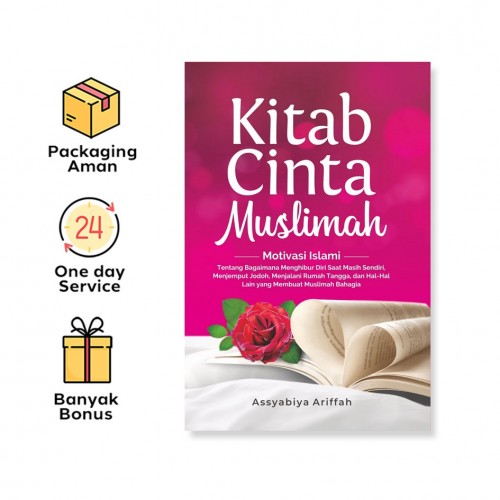 Packaging
Aman
24
One day
Service
Banyak
Bonus
Kitab
Cinta
Muslimah
Motivasi Islami
Tentang Bagaimana Menghibur Diri Saat Masih Sendiri,
Menjemput Jodoh, Menjalani Rumah Tangga, dan Hal-Hal
Lain yang Membuat Muslimah Bahagia
Assyabiya Ariffah